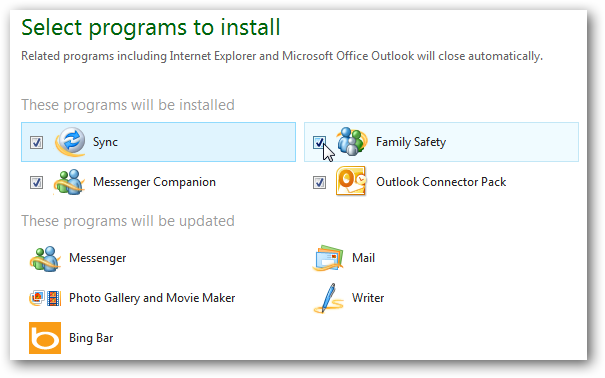 Select programs to install
Related programs including Internet Explorer and Microsoft Office Outlook will close automatically.
These programs will be installed
Sync
Family Safety
Messenger Companion
Outlook Connector Pack
These programs will be updated
Messenger
Mail
Photo Gallery and Movie Maker
Writer
Bing Bar